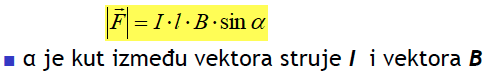 |F⃗| = I · l · B · sin α
α je kut između vektora struje I i vektora B